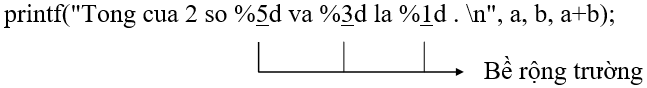 printf("Tong cua 2 so %5d va %3d la %1d . \n", a, b, a+b);
Bề rộng trường